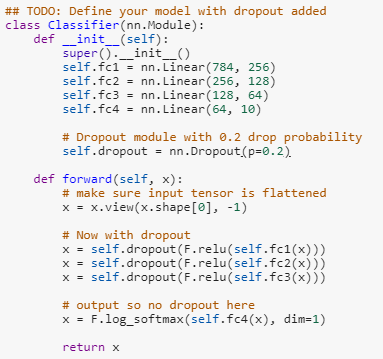 ## TODO: Define your model with dropout added
class Classifier(nn.Module):
    def __init__(self):
        super().__init__()
        self.fc1 = nn.Linear(784, 256)
        self.fc2 = nn.Linear(256, 128)
        self.fc3 = nn.Linear(128, 64)
        self.fc4 = nn.Linear(64, 10)

        # Dropout module with 0.2 drop probability
        self.dropout = nn.Dropout(p=0.2)

    def forward(self, x):
        # make sure input tensor is flattened
        x = x.view(x.shape[0], -1)

        # Now with dropout
        x = self.dropout(F.relu(self.fc1(x)))
        x = self.dropout(F.relu(self.fc2(x)))
        x = self.dropout(F.relu(self.fc3(x)))

        # output so no dropout here
        x = F.log_softmax(self.fc4(x), dim=1)

        return x